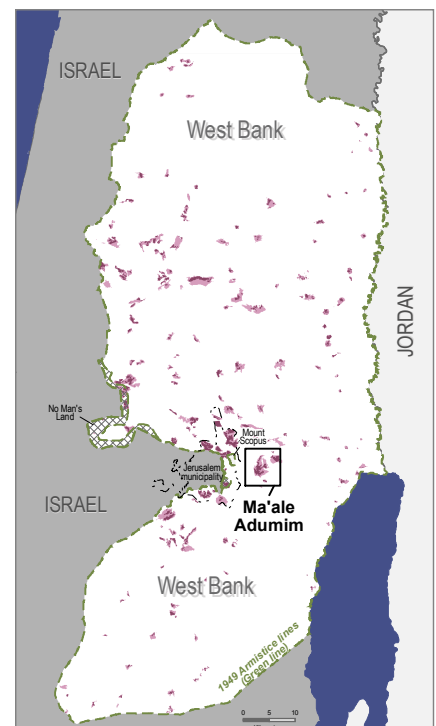 ISRAEL
West Bank
JORDAN
No Man's
Land
Mount
Scopus
Jerusalem
municipality
ISRAEL
Ma'ale
Adumim
West Bank
1949 Armistice lines
(Green line)
0 5 10